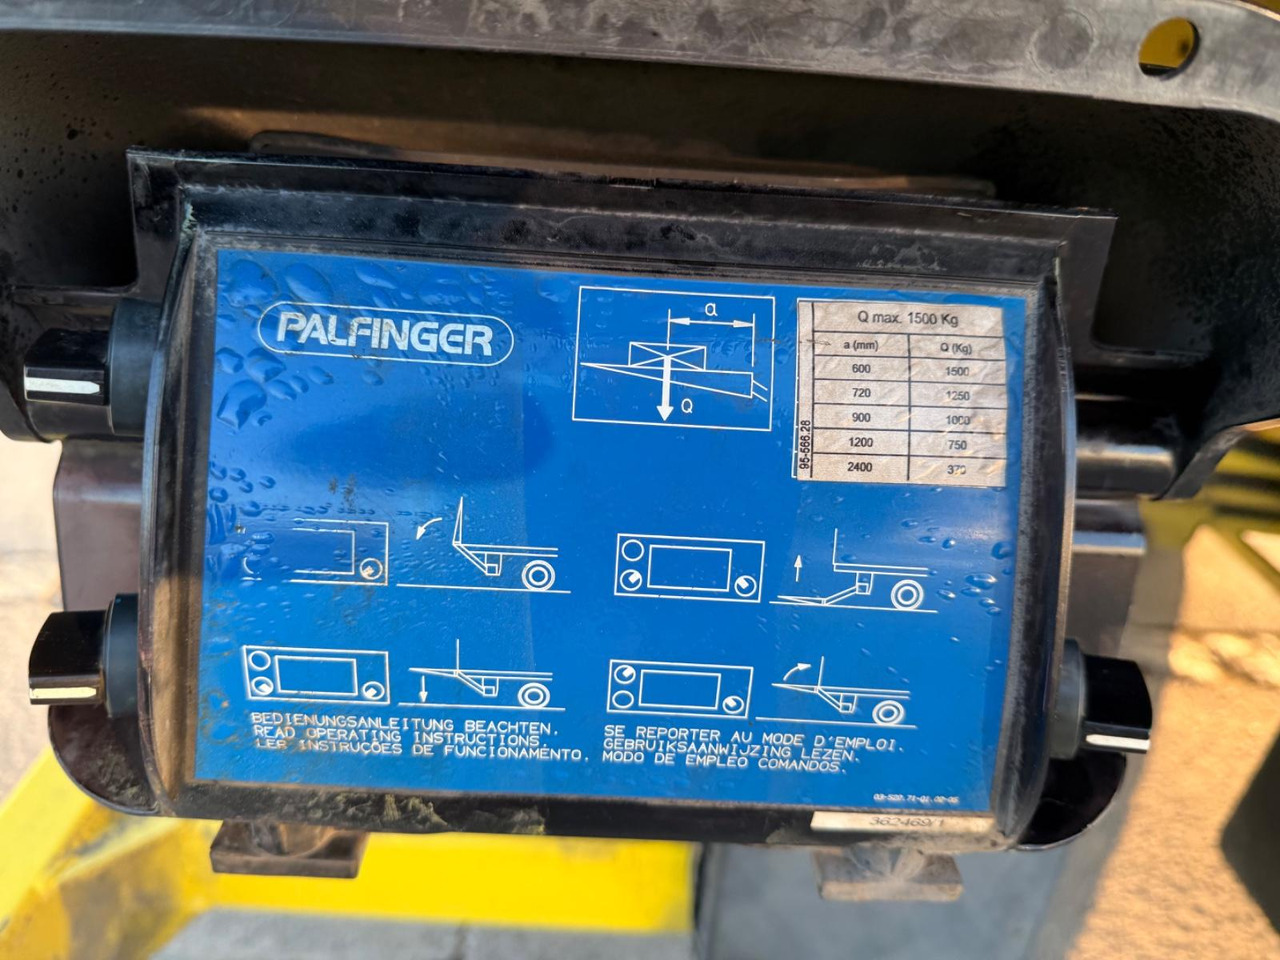 PALFINGER
a
Q
Q max. 1500 Kg
a (mm) Q (Kg)
600 1500
720 1250
900 1000
1200 750
2400
95-566.28
BEDIENUNGSANLEITUNG BEACHTEN.
READ OPERATING INSTRUCTIONS.
LER INSTRUÇÕES DE FUNCIONAMENTO.
SE REPORTER AU MODE D'EMPLOI.
GEBRUIKSAANWIJZING LEZEN.
MODO DE EMPLEO COMANDOS.
362469/1